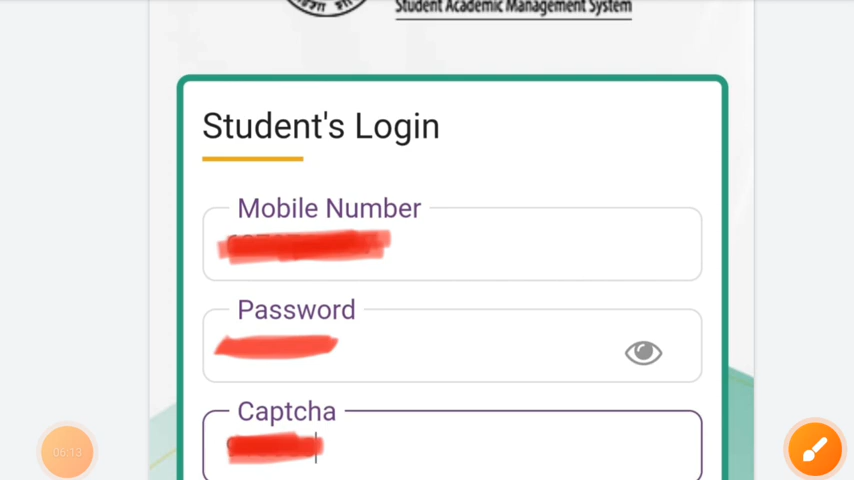 Student Academic Management System
Student's Login
Mobile Number
Password
Captcha
06:13